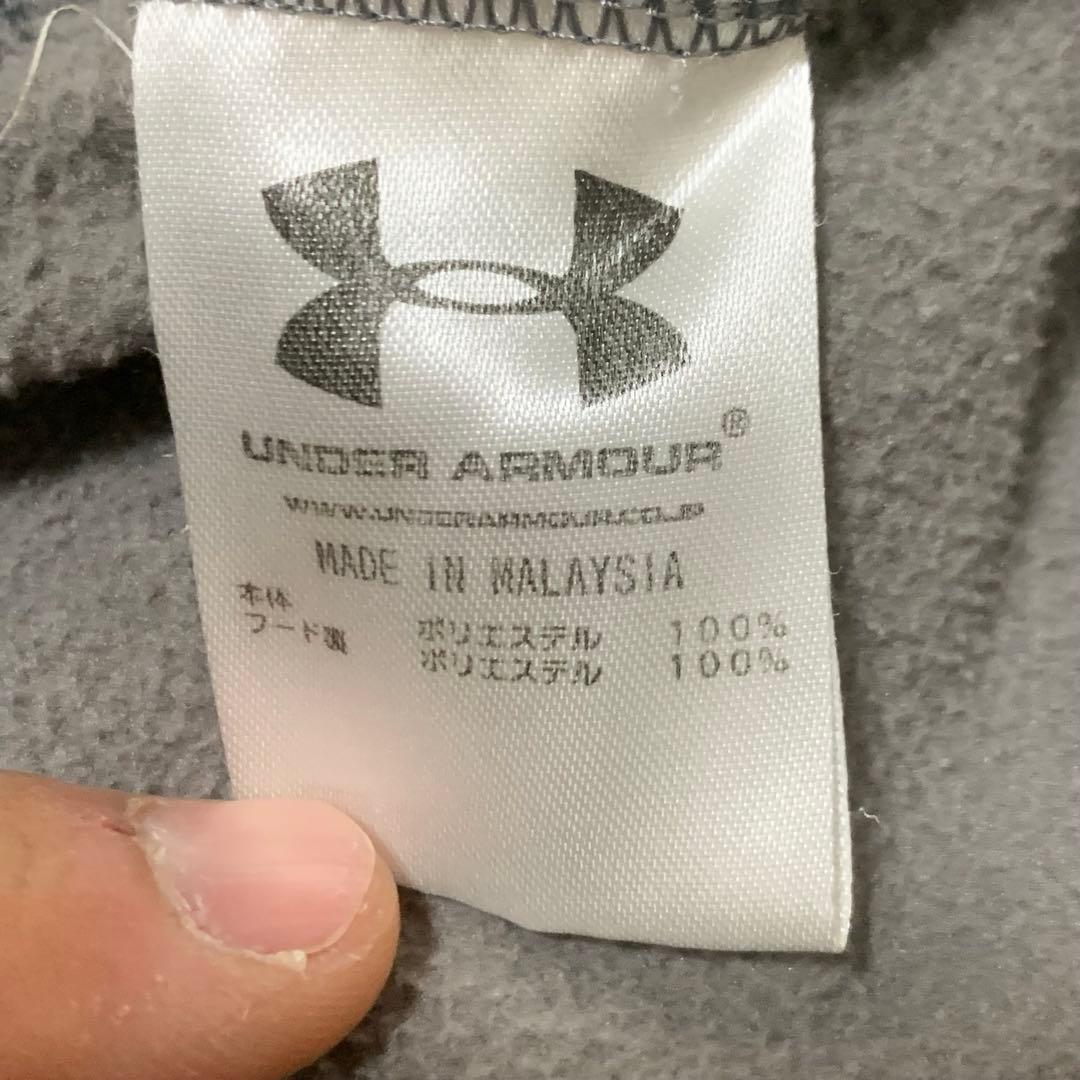 UNDER ARMOUR®
WWW.UNDERARMOUR.CO.JP
MADE IN MALAYSIA
本体 ポリエステル 100%
フード裏 ポリエステル 100%